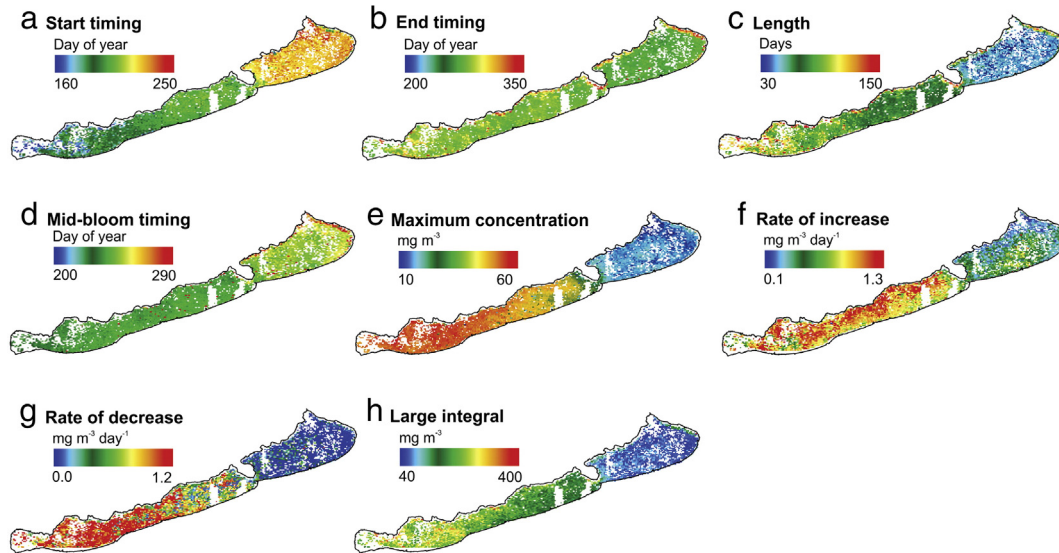 a Start timing
Day of year
160 250
b End timing
Day of year
200 350
c Length
Days
30 150
d Mid-bloom timing
Day of year
200 290
e Maximum concentration
mg m⁻³
10 60
f Rate of increase
mg m⁻³ day⁻¹
0.1 1.3
g Rate of decrease
mg m⁻³ day⁻¹
0.0 1.2
h Large integral
mg m⁻³
40 400